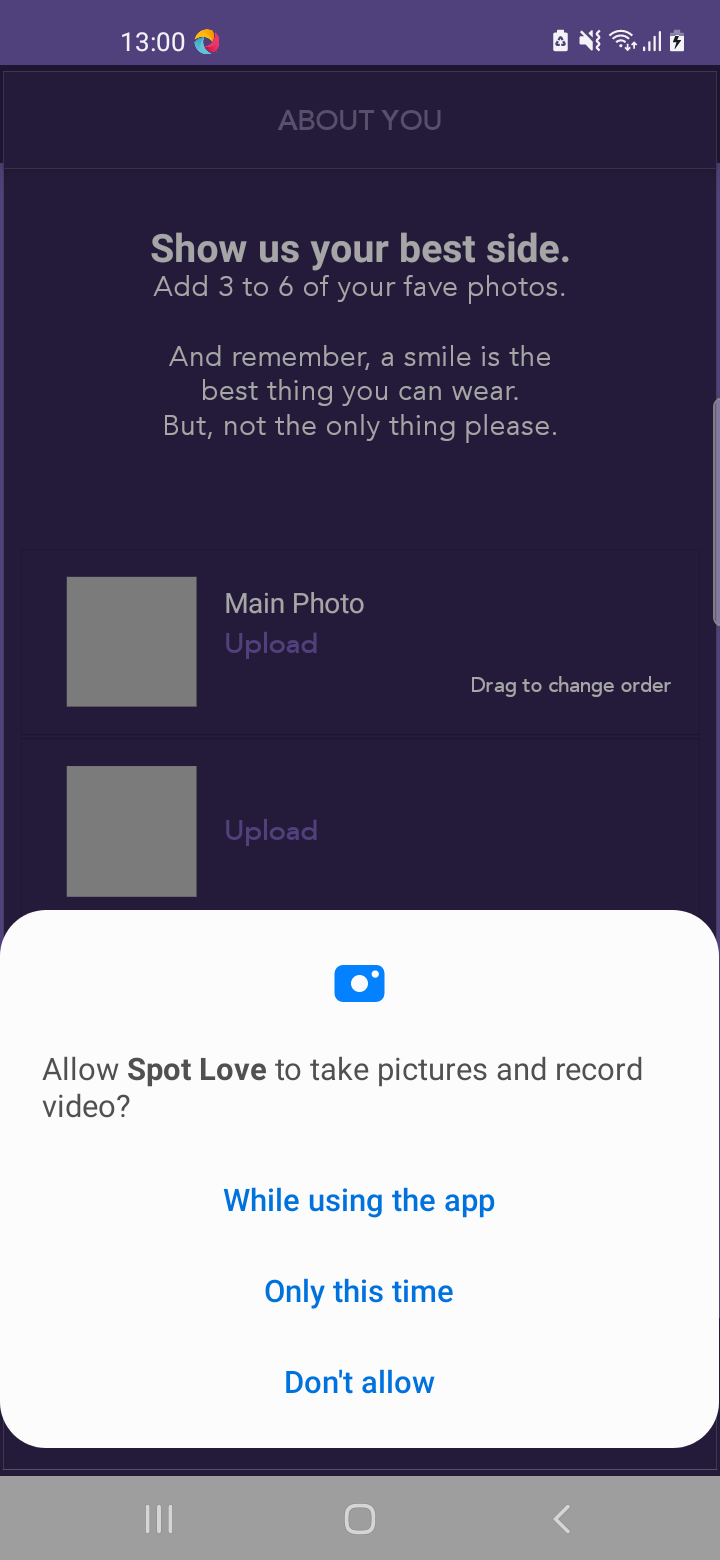 13:00
ABOUT YOU
Show us your best side.
Add 3 to 6 of your fave photos.
And remember, a smile is the
best thing you can wear.
But, not the only thing please.
Main Photo
Upload
Drag to change order
Upload
Allow Spot Love to take pictures and record
video?
While using the app
Only this time
Don't allow